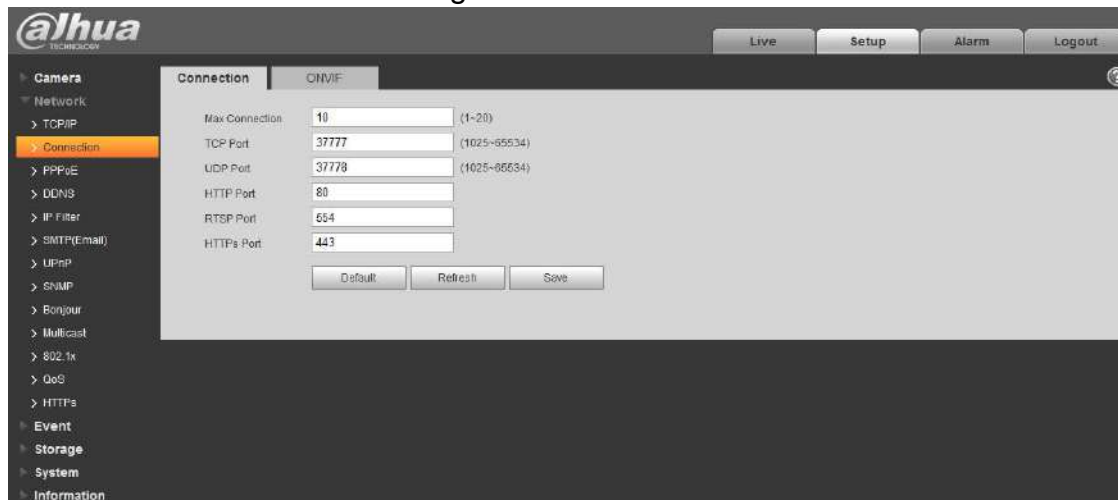 alhua
TECHNOLOGY
Live
Setup
Alarm
Logout
Camera
Network
> TCP/IP
> Connection
> PPPoE
> DDNS
> IP Filter
> SMTP(Email)
> UPnP
> SNMP
> Bonjour
> Multicast
> 802.1x
> QoS
> HTTPs
Event
Storage
System
Information
Connection
ONVIF
Max Connection 10 (1~20)
TCP Port 37777 (1025~65534)
UDP Port 37778 (1025~65534)
HTTP Port 80
RTSP Port 554
HTTPs Port 443
Default
Refresh
Save